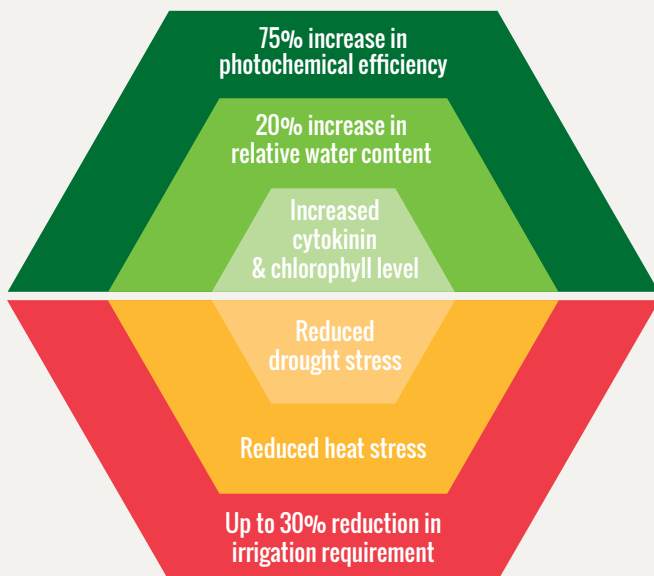 75% increase in
photochemical efficiency
20% increase in
relative water content
Increased
cytokinin
& chlorophyll level
Reduced
drought stress
Reduced heat stress
Up to 30% reduction in
irrigation requirement